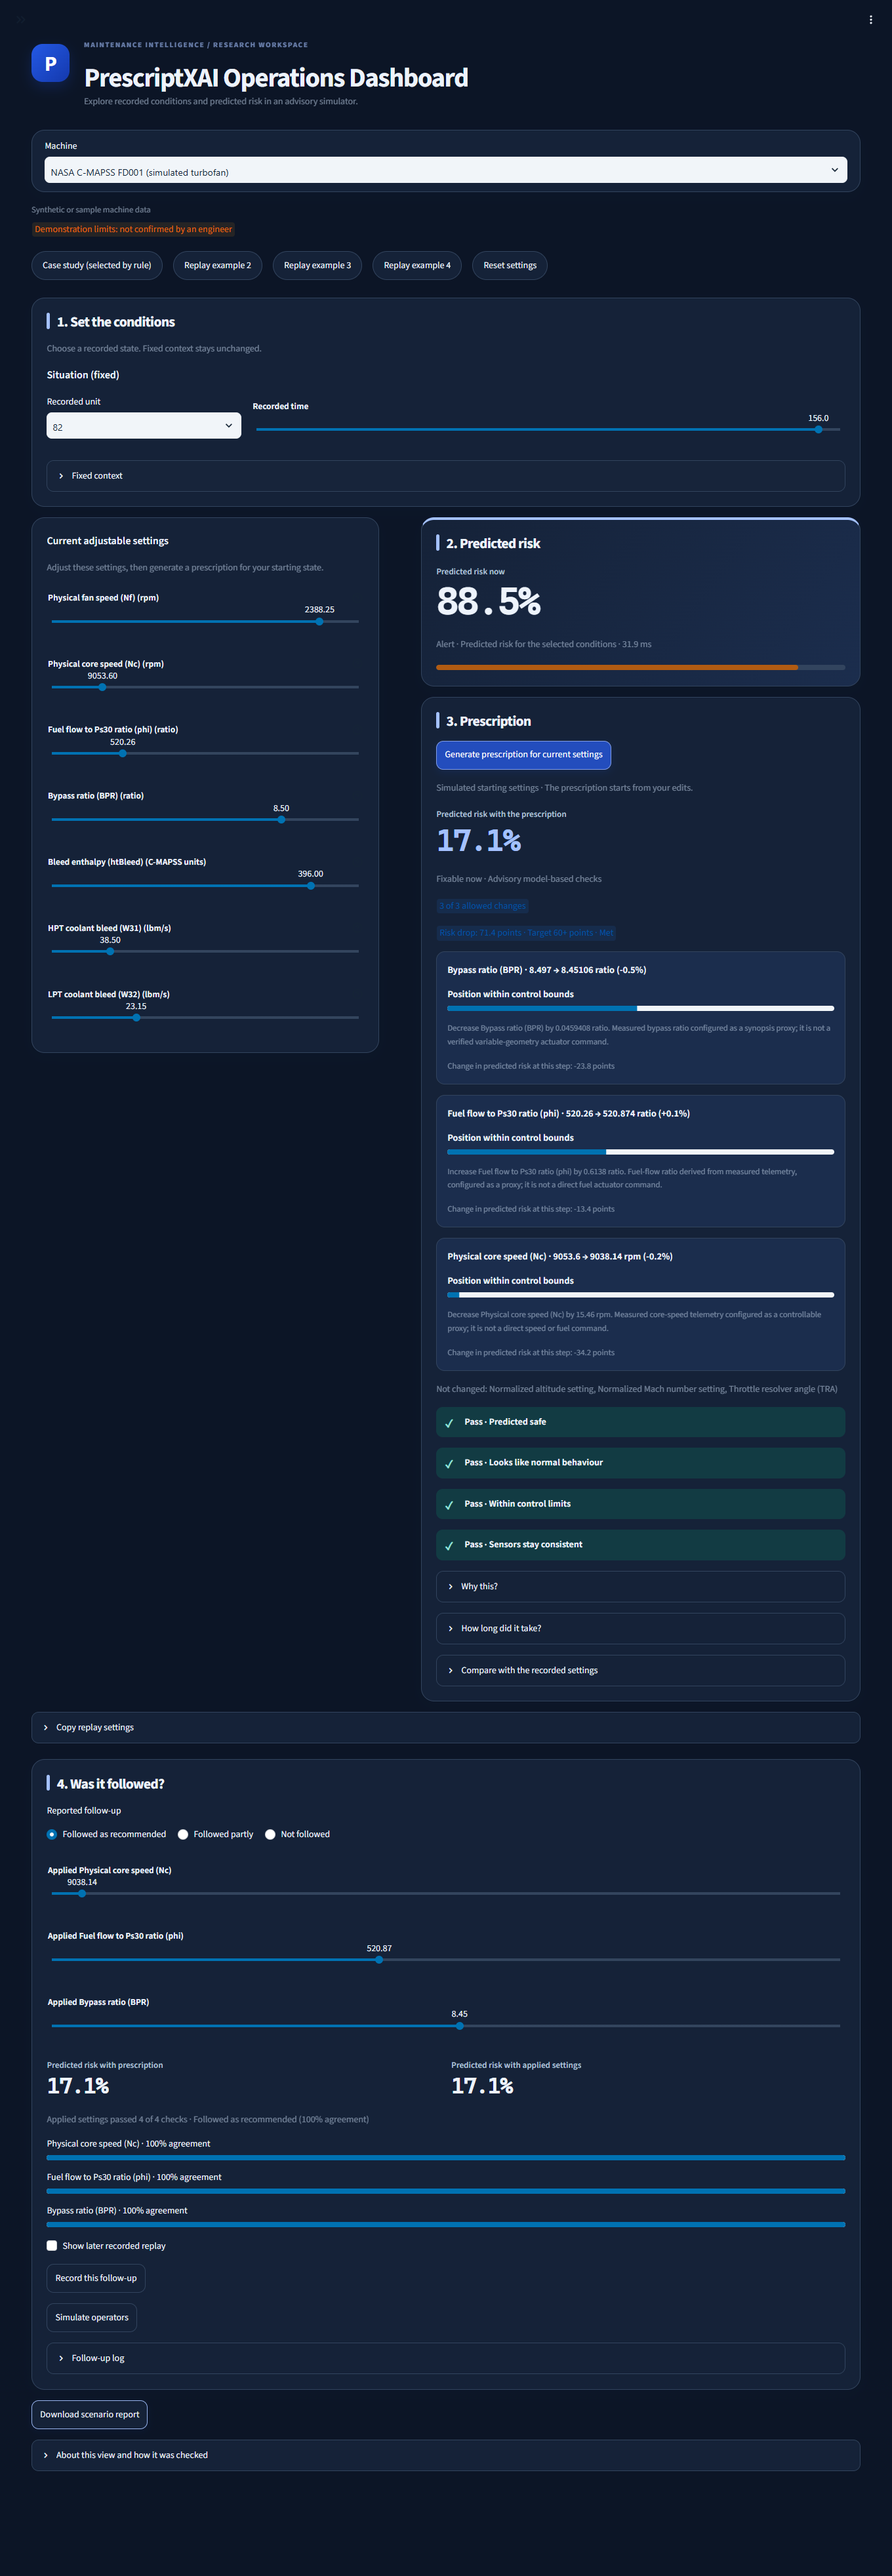 P
MAINTENANCE INTELLIGENCE / RESEARCH WORKSPACE
PrescriptXAI Operations Dashboard
Explore recorded conditions and predicted risk in an advisory simulator.
Machine
NASA C-MAPSS FD001 (simulated turbofan)
Synthetic or sample machine data
Demonstration limits: not confirmed by an engineer
Case study (selected by rule)
Replay example 2
Replay example 3
Replay example 4
Reset settings
1. Set the conditions
Choose a recorded state. Fixed context stays unchanged.
Situation (fixed)
Recorded unit
82
Recorded time
156.0
Fixed context
Current adjustable settings
Adjust these settings, then generate a prescription for your starting state.
Physical fan speed (Nf) (rpm)
2388.25
Physical core speed (Nc) (rpm)
9053.60
Fuel flow to Ps30 ratio (phi) (ratio)
520.26
Bypass ratio (BPR) (ratio)
8.50
Bleed enthalpy (htBleed) (C-MAPSS units)
396.00
HPT coolant bleed (W31) (lbm/s)
38.50
LPT coolant bleed (W32) (lbm/s)
23.15
2. Predicted risk
Predicted risk now
88.5%
Alert · Predicted risk for the selected conditions · 31.9 ms
3. Prescription
Generate prescription for current settings
Simulated starting settings · The prescription starts from your edits.
Predicted risk with the prescription
17.1%
Fixable now · Advisory model-based checks
3 of 3 allowed changes
Risk drop: 71.4 points · Target 60+ points · Met
Bypass ratio (BPR) · 8.497 → 8.45106 ratio (-0.5%)
Position within control bounds
Decrease Bypass ratio (BPR) by 0.0459408 ratio. Measured bypass ratio configured as a synopsis proxy; it is not a
verified variable-geometry actuator command.
Change in predicted risk at this step: -23.8 points
Fuel flow to Ps30 ratio (phi) · 520.26 → 520.874 ratio (+0.1%)
Position within control bounds
Increase Fuel flow to Ps30 ratio (phi) by 0.6138 ratio. Fuel-flow ratio derived from measured telemetry,
configured as a proxy; it is not a direct fuel actuator command.
Change in predicted risk at this step: -13.4 points
Physical core speed (Nc) · 9053.6 → 9038.14 rpm (-0.2%)
Position within control bounds
Decrease Physical core speed (Nc) by 15.46 rpm. Measured core-speed telemetry configured as a controllable
proxy; it is not a direct speed or fuel command.
Change in predicted risk at this step: -34.2 points
Not changed: Normalized altitude setting, Normalized Mach number setting, Throttle resolver angle (TRA)
✓ Pass · Predicted safe
✓ Pass · Looks like normal behaviour
✓ Pass · Within control limits
✓ Pass · Sensors stay consistent
Why this?
How long did it take?
Compare with the recorded settings
Copy replay settings
4. Was it followed?
Reported follow-up
Followed as recommended
Followed partly
Not followed
Applied Physical core speed (Nc)
9038.14
Applied Fuel flow to Ps30 ratio (phi)
520.87
Applied Bypass ratio (BPR)
8.45
Predicted risk with prescription
17.1%
Predicted risk with applied settings
17.1%
Applied settings passed 4 of 4 checks · Followed as recommended (100% agreement)
Physical core speed (Nc) · 100% agreement
Fuel flow to Ps30 ratio (phi) · 100% agreement
Bypass ratio (BPR) · 100% agreement
Show later recorded replay
Record this follow-up
Simulate operators
Follow-up log
Download scenario report
About this view and how it was checked